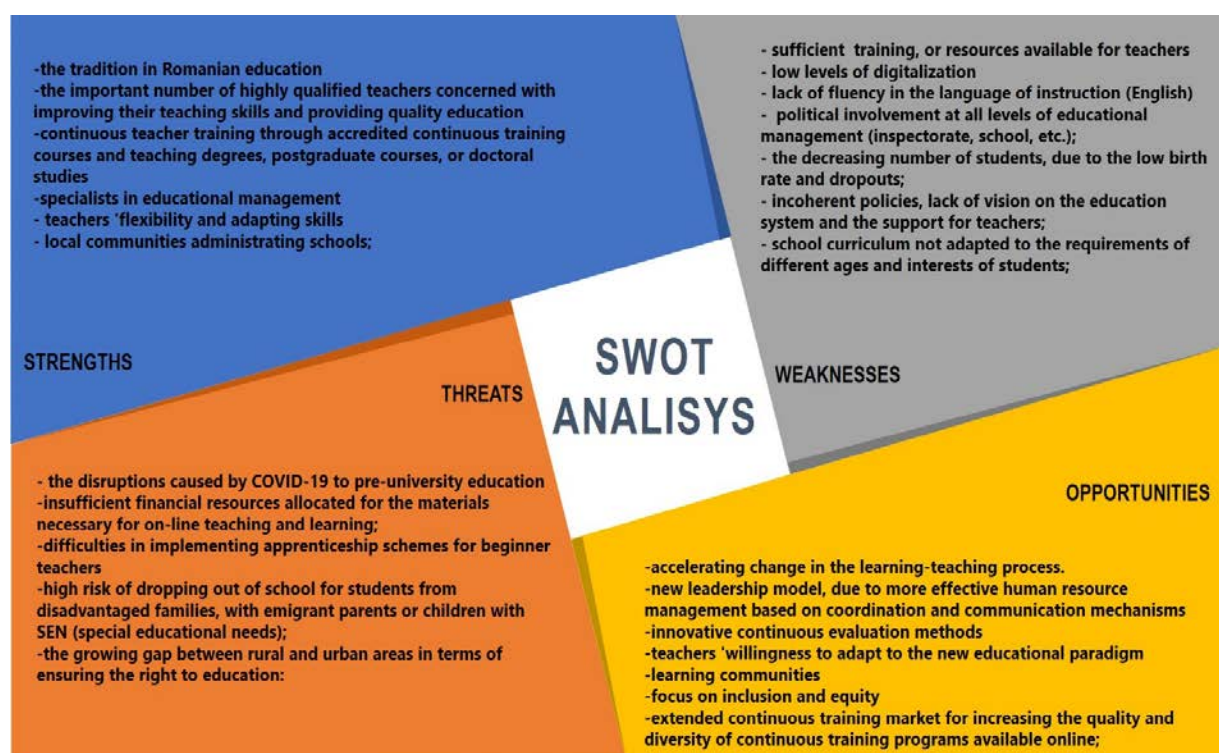 -the tradition in Romanian education
-the important number of highly qualified teachers concerned with
improving their teaching skills and providing quality education
-continuous teacher training through accredited continuous training
courses and teaching degrees, postgraduate courses, or doctoral
studies
-specialists in educational management
- teachers 'flexibility and adapting skills
- local communities administrating schools;
STRENGTHS
- sufficient  training, or resources available for teachers
- low levels of digitalization
- lack of fluency in the language of instruction (English)
-  political involvement at all levels of educational
management (inspectorate, school, etc.);
- the decreasing number of students, due to the low birth
rate and dropouts;
- incoherent policies, lack of vision on the education
system and the support for teachers;
- school curriculum not adapted to the requirements of
different ages and interests of students;
WEAKNESSES
SWOT
ANALISYS
THREATS
- the disruptions caused by COVID-19 to pre-university education
-insufficient financial resources allocated for the materials
necessary for on-line teaching and learning;
-difficulties in implementing apprenticeship schemes for beginner
teachers
-high risk of dropping out of school for students from
disadvantaged families, with emigrant parents or children with
SEN (special educational needs);
-the growing gap between rural and urban areas in terms of
ensuring the right to education:
OPPORTUNITIES
-accelerating change in the learning-teaching process.
-new leadership model, due to more effective human resource
management based on coordination and communication mechanisms
-innovative continuous evaluation methods
-teachers 'willingness to adapt to the new educational paradigm
-learning communities
-focus on inclusion and equity
-extended continuous training market for increasing the quality and
diversity of continuous training programs available online;